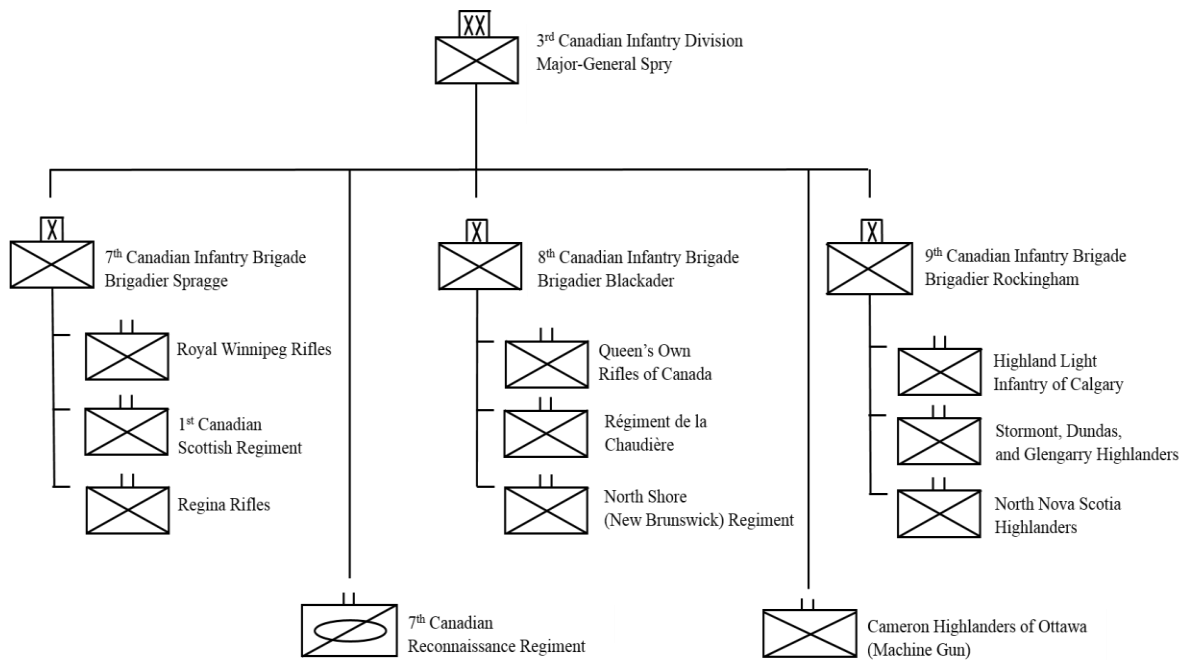 XX
3rd Canadian Infantry Division
Major-General Spry
X
7th Canadian Infantry Brigade
Brigadier Spragge
Royal Winnipeg Rifles
1st Canadian
Scottish Regiment
Regina Rifles
X
8th Canadian Infantry Brigade
Brigadier Blackader
Queen's Own
Rifles of Canada
Régiment de la
Chaudière
North Shore
(New Brunswick) Regiment
X
9th Canadian Infantry Brigade
Brigadier Rockingham
Highland Light
Infantry of Calgary
Stormont, Dundas,
and Glengarry Highlanders
North Nova Scotia
Highlanders
7th Canadian
Reconnaissance Regiment
Cameron Highlanders of Ottawa
(Machine Gun)